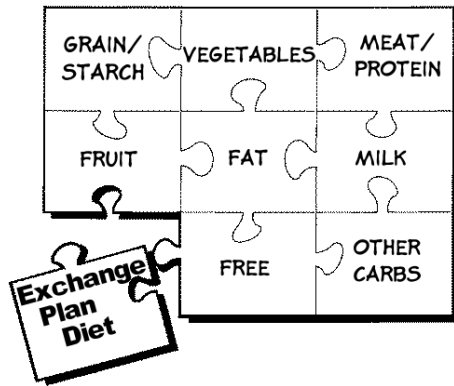 GRAIN/
STARCH
VEGETABLES
MEAT/
PROTEIN
FRUIT
FAT
MILK
FREE
OTHER
CARBS
Exchange
Plan
Diet